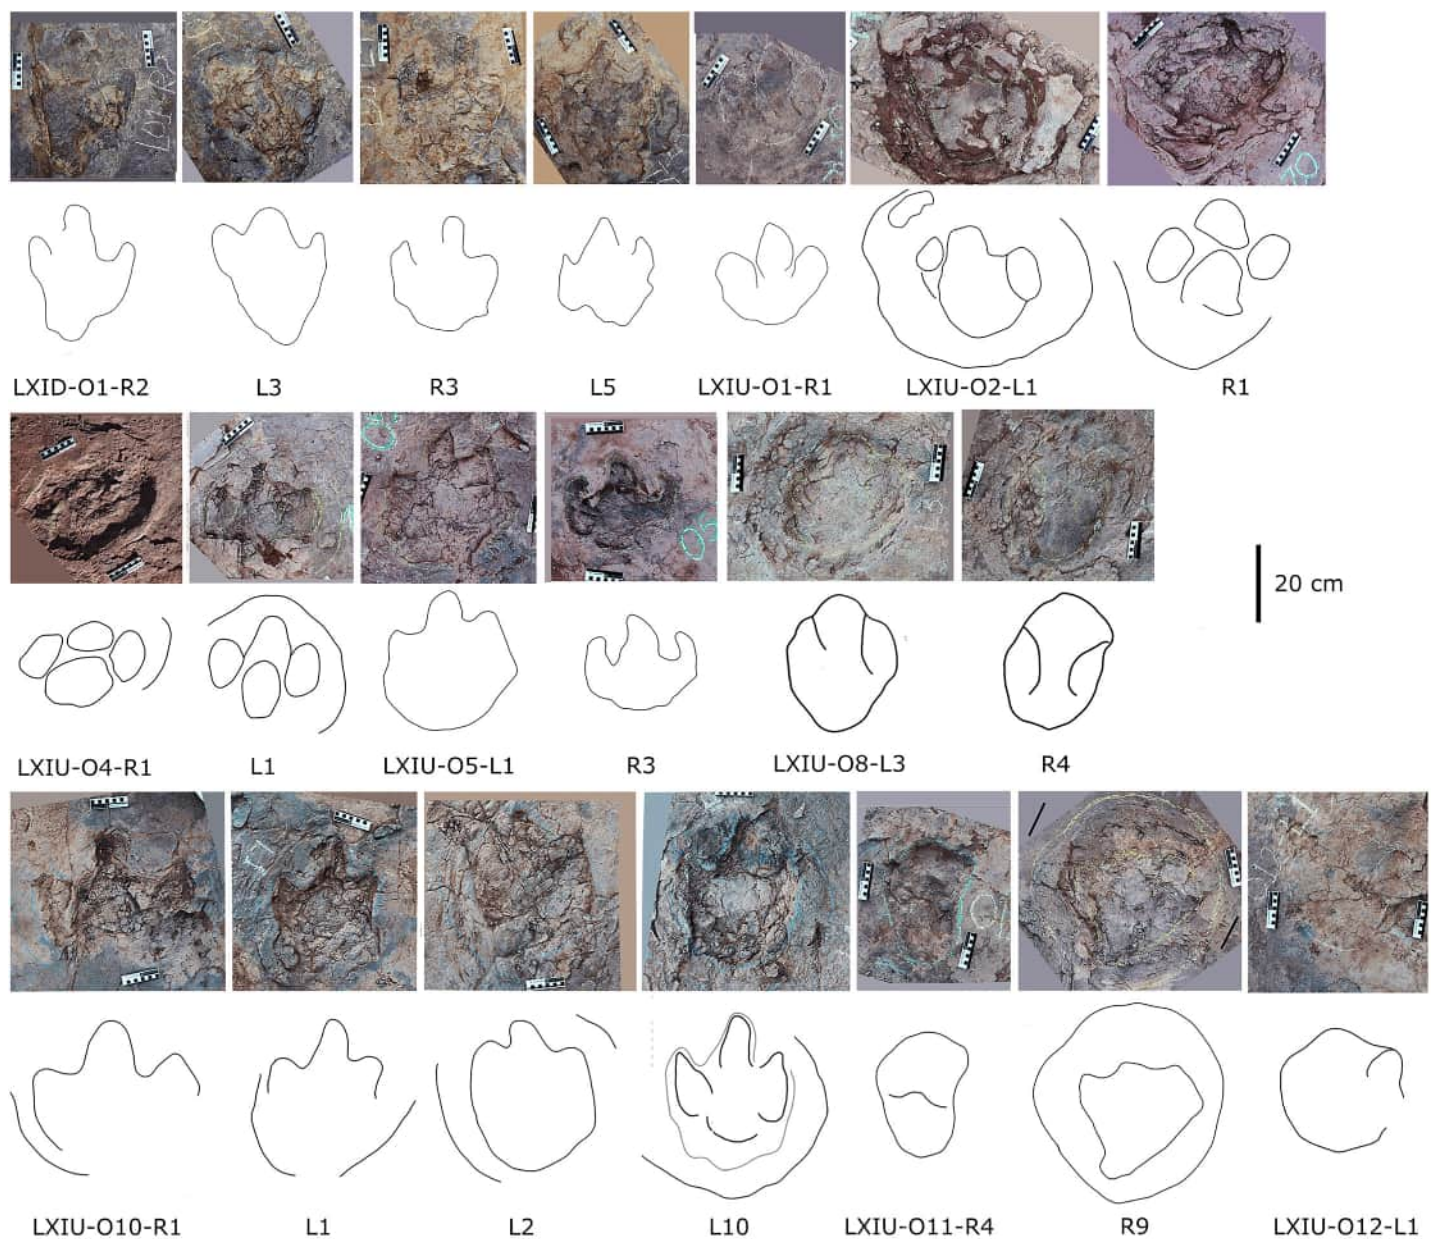 LXID-O1-R2 L3 R3 L5 LXIU-O1-R1 LXIU-O2-L1 R1
20 cm
LXIU-O4-R1 L1 LXIU-O5-L1 R3 LXIU-O8-L3 R4
LXIU-O10-R1 L1 L2 L10 LXIU-O11-R4 R9 LXIU-O12-L1